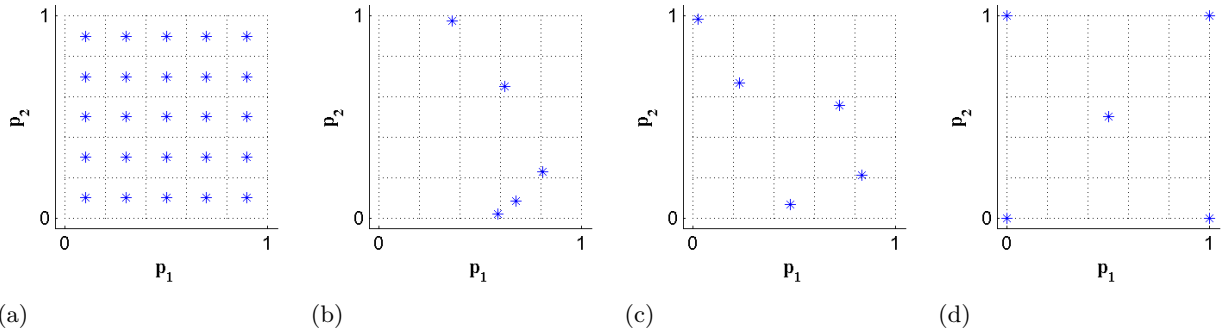 1 1 1 1
p2 p2 p2 p2
0 0 0 0
0 1 0 1 0 1 0 1
p1 p1 p1 p1
(a) (b) (c) (d)